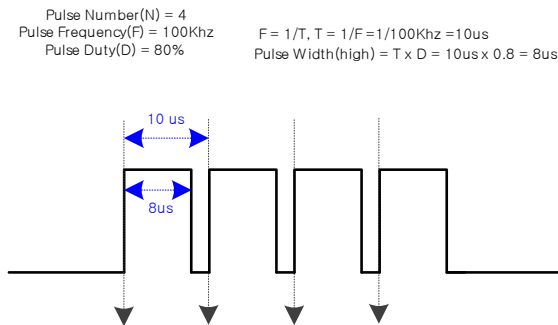 Pulse Number(N) = 4
Pulse Frequency(F) = 100Khz
Pulse Duty(D) = 80%
F = 1/T, T = 1/F =1/100Khz =10us
Pulse Width(high) = T x D = 10us x 0.8 = 8us
10 us
8us